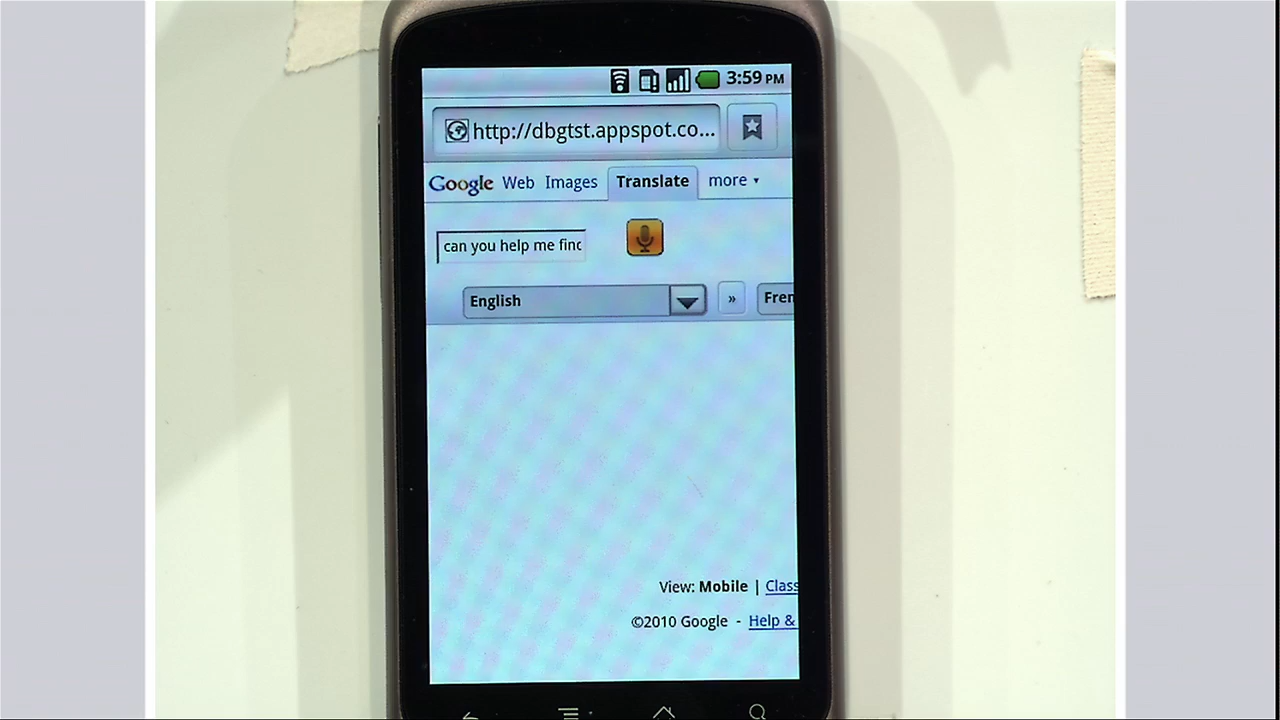 3:59 PM
http://dbgtst.appspot.co...
Google Web Images Translate more
can you help me find
English » Fren
View: Mobile | Class
©2010 Google - Help &